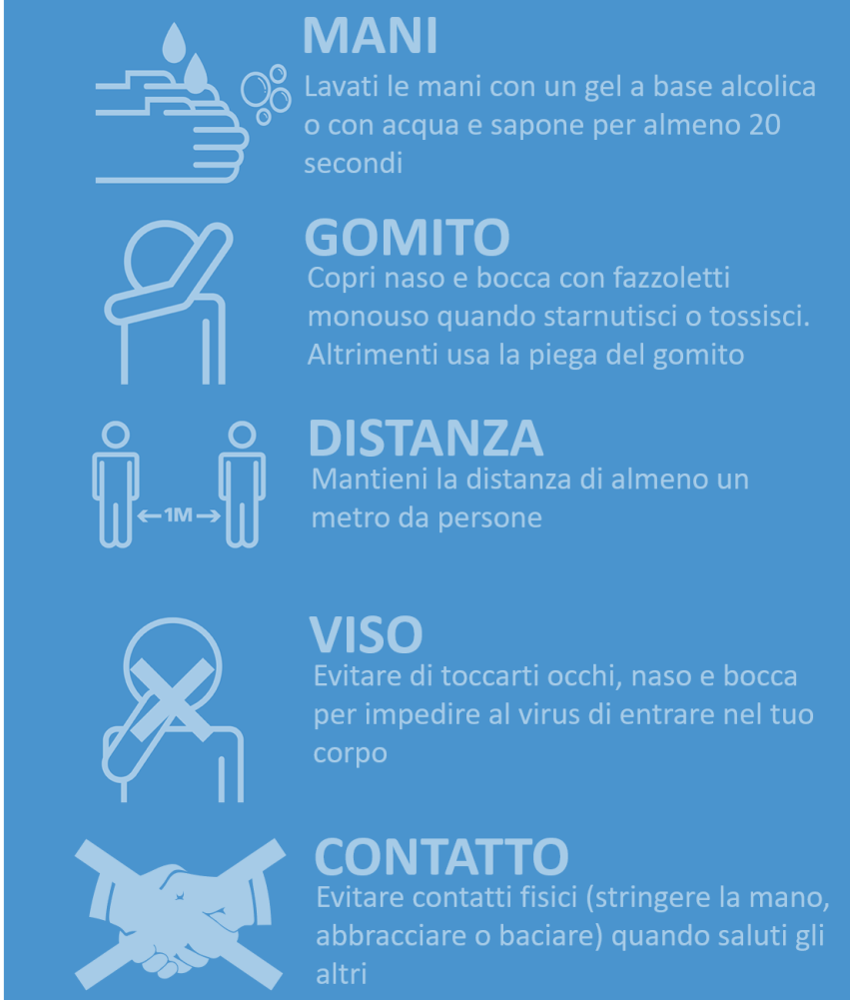 MANI
Lavati le mani con un gel a base alcolica
o con acqua e sapone per almeno 20
secondi
GOMITO
Copri naso e bocca con fazzoletti
monouso quando starnutisci o tossisci.
Altrimenti usa la piega del gomito
DISTANZA
Mantieni la distanza di almeno un
metro da persone
1M
VISO
Evitare di toccarti occhi, naso e bocca
per impedire al virus di entrare nel tuo
corpo
CONTATTO
Evitare contatti fisici (stringere la mano,
abbracciare o baciare) quando saluti gli
altri